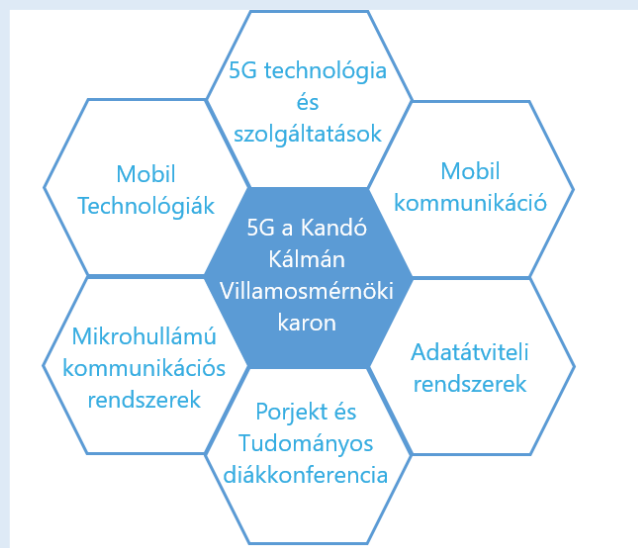 5G technológia
és
szolgáltatások
Mobil
Technológiák
Mobil
kommunikáció
5G a Kandó
Kálmán
Villamosmérnöki
karon
Mikrohullámú
kommunikációs
rendszerek
Adatátviteli
rendszerek
Porjekt és
Tudományos
diákkonferencia